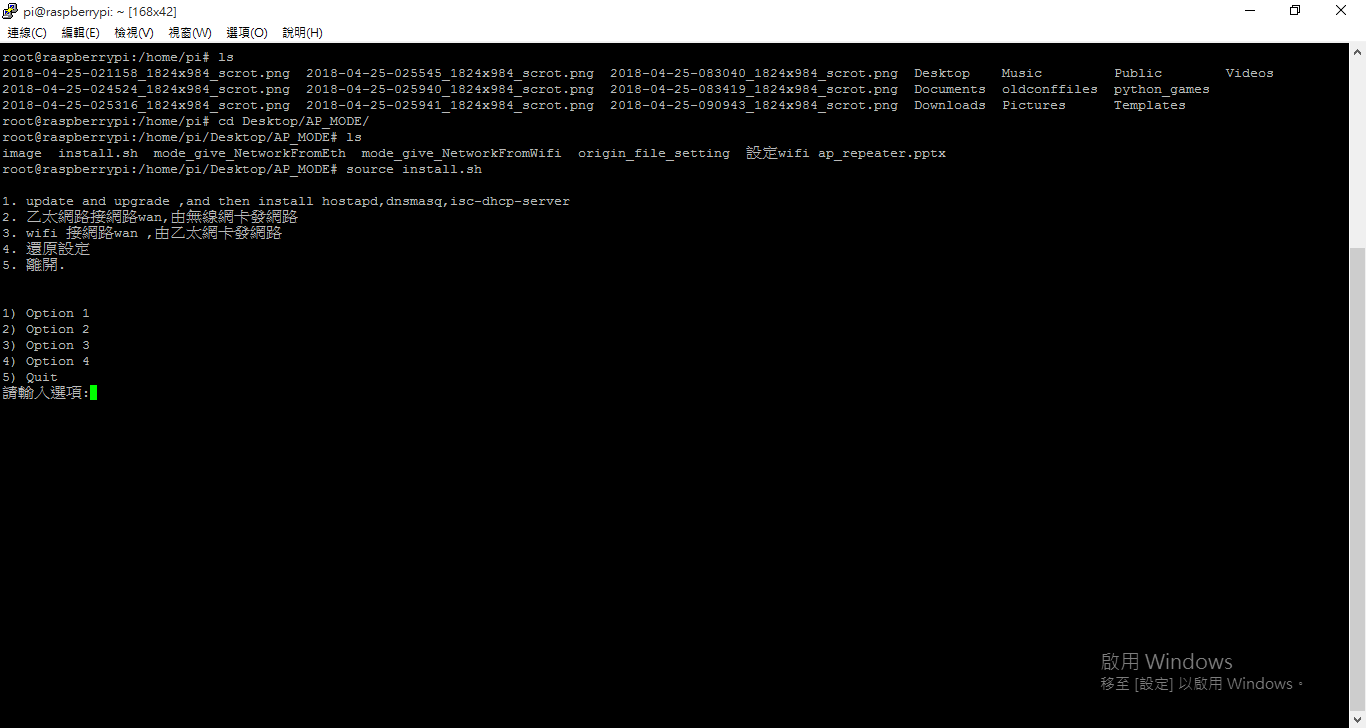 pi@raspberrypi: ~ [168x42]
連線(C) 編輯(E) 檢視(V) 視窗(W) 選項(O) 說明(H)
root@raspberrypi:/home/pi# ls
2018-04-25-021158_1824x984_scrot.png 2018-04-25-025545_1824x984_scrot.png 2018-04-25-083040_1824x984_scrot.png Desktop Music Public Videos
2018-04-25-024524_1824x984_scrot.png 2018-04-25-025940_1824x984_scrot.png 2018-04-25-083419_1824x984_scrot.png Documents oldconffiles python_games
2018-04-25-025316_1824x984_scrot.png 2018-04-25-025941_1824x984_scrot.png 2018-04-25-090943_1824x984_scrot.png Downloads Pictures Templates
root@raspberrypi:/home/pi# cd Desktop/AP_MODE/
root@raspberrypi:/home/pi/Desktop/AP_MODE# ls
image install.sh mode_give_NetworkFromEth mode_give_NetworkFromWifi origin_file_setting 設定wifi ap_repeater.pptx
root@raspberrypi:/home/pi/Desktop/AP_MODE# source install.sh
1. update and upgrade ,and then install hostapd,dnsmasq,isc-dhcp-server
2. 乙太網路接網路wan,由無線網卡發網路
3. wifi 接網路wan ,由乙太網卡發網路
4. 還原設定
5. 離開.
1) Option 1
2) Option 2
3) Option 3
4) Option 4
5) Quit
請輸入選項:
啟用 Windows
移至 [設定] 以啟用 Windows。